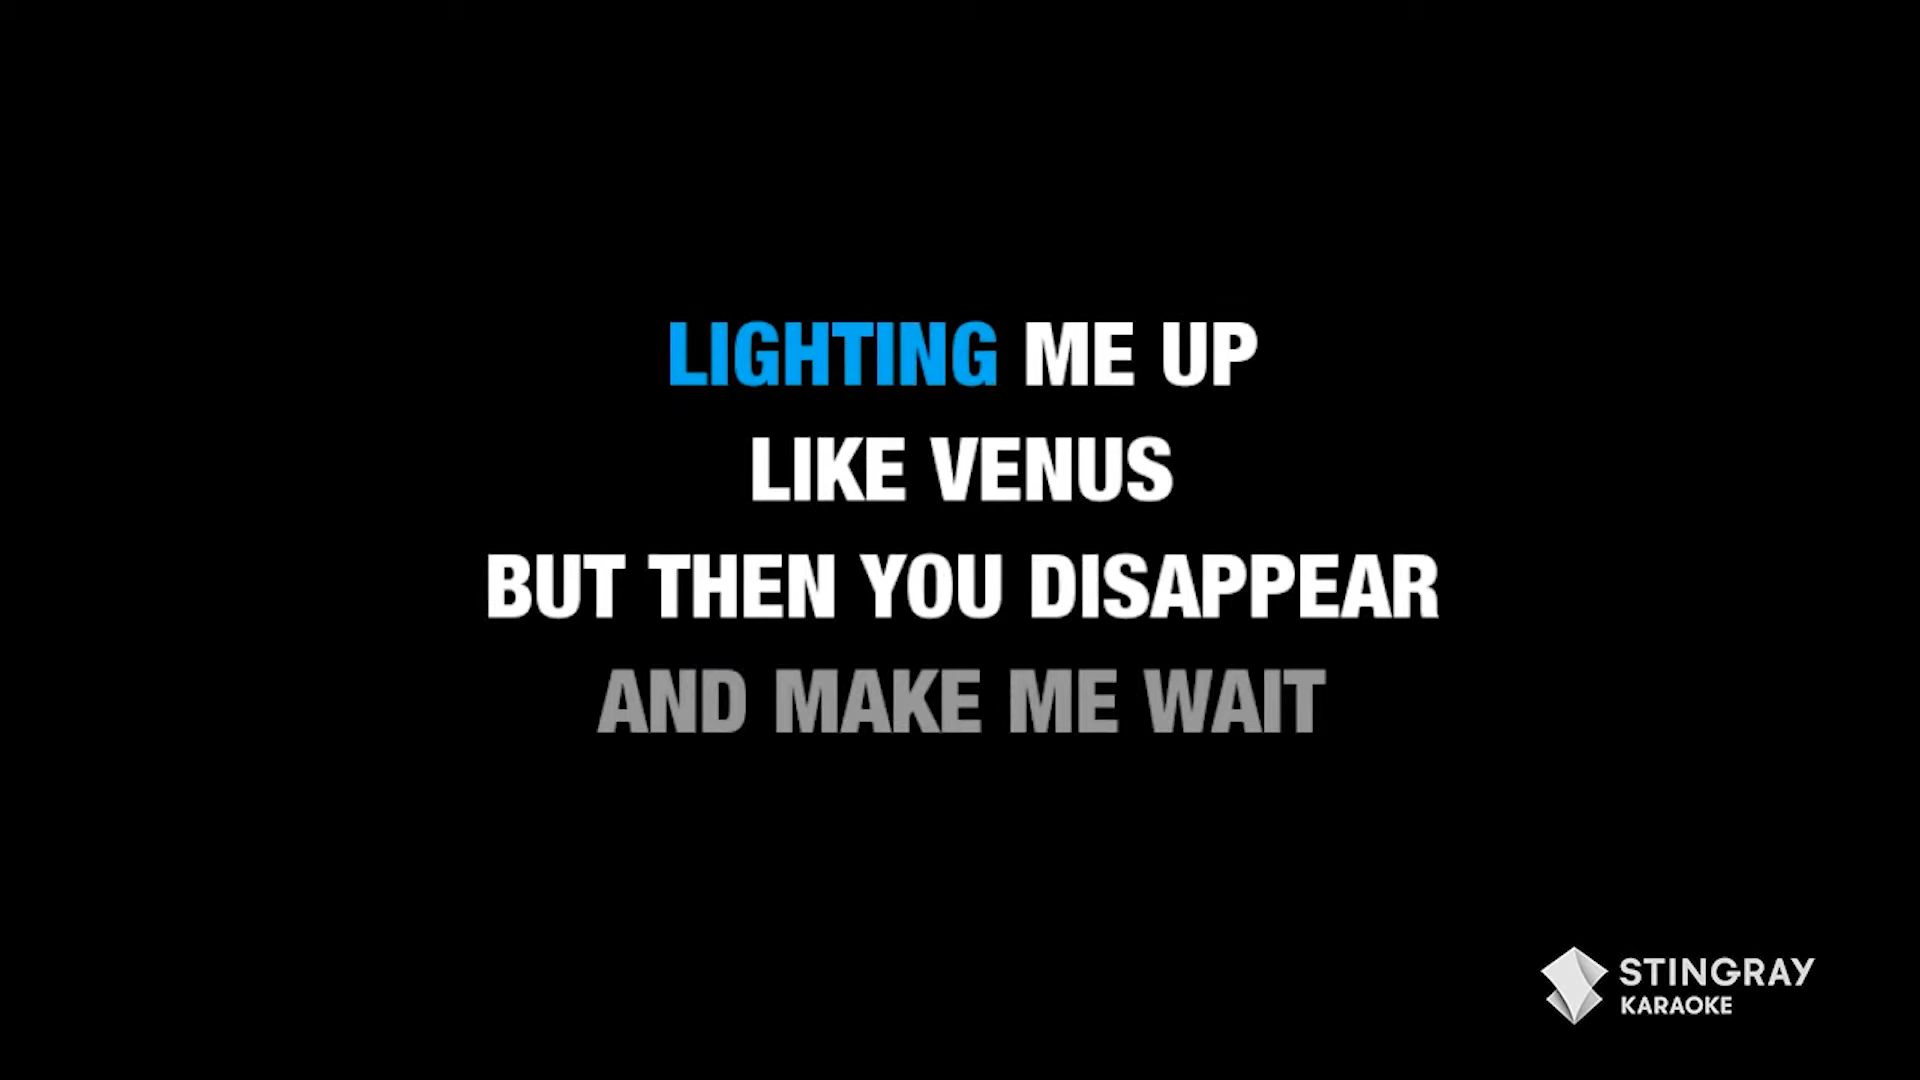 LIGHTING ME UP
LIKE VENUS
BUT THEN YOU DISAPPEAR
AND MAKE ME WAIT
STINGRAY
KARAOKE